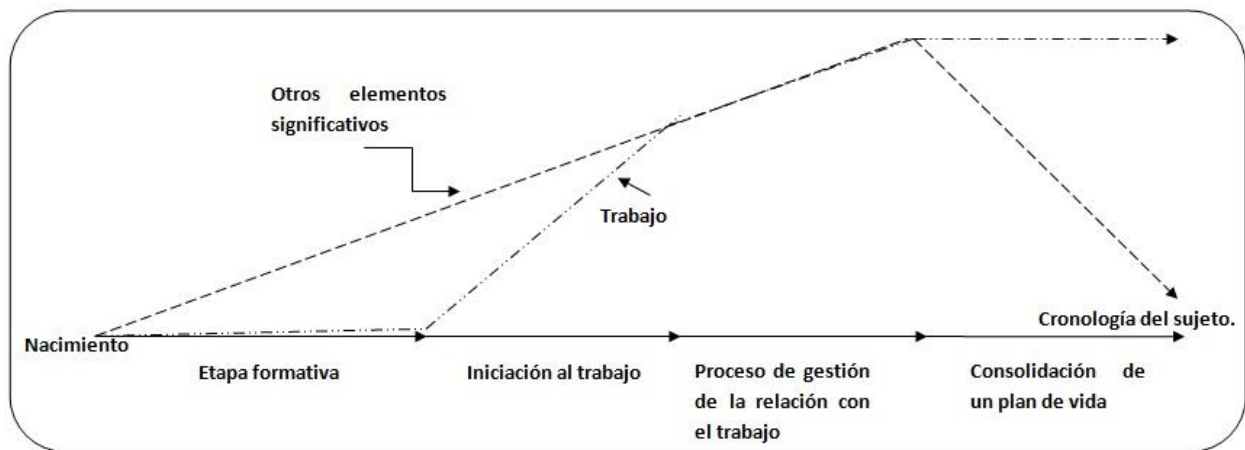 Otros elementos
significativos
Trabajo
Nacimiento
Cronología del sujeto.
Etapa formativa
Iniciación al trabajo
Proceso de gestión
de la relación con
el trabajo
Consolidación de
un plan de vida